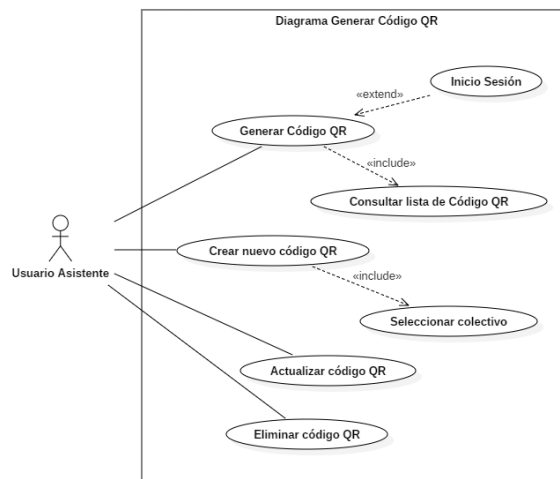 Diagrama Generar Código QR
Inicio Sesión
«extend»
Generar Código QR
«include»
Consultar lista de Código QR
Crear nuevo código QR
Usuario Asistente
«include»
Seleccionar colectivo
Actualizar código QR
Eliminar código QR